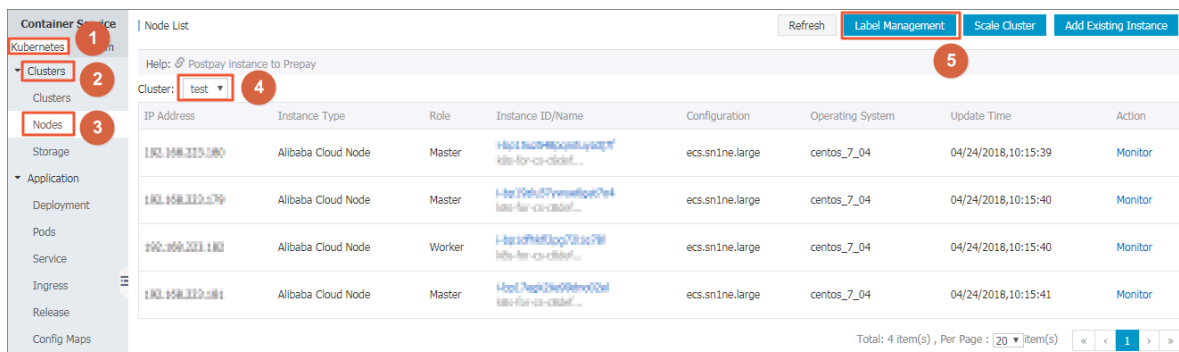 Container Service
Kubernetes
1
Clusters
2
Clusters
Nodes
3
Storage
Application
Deployment
Pods
Service
Ingress
Release
Config Maps
Node List
Refresh
Label Management
Scale Cluster
Add Existing Instance
5
Help: Postpay instance to Prepay
Cluster: test
4
IP Address Instance Type Role Instance ID/Name Configuration Operating System Update Time Action
Alibaba Cloud Node Master ecs.sn1ne.large centos_7_04 04/24/2018,10:15:39 Monitor
Alibaba Cloud Node Master ecs.sn1ne.large centos_7_04 04/24/2018,10:15:40 Monitor
Alibaba Cloud Node Worker ecs.sn1ne.large centos_7_04 04/24/2018,10:15:40 Monitor
Alibaba Cloud Node Master ecs.sn1ne.large centos_7_04 04/24/2018,10:15:41 Monitor
Total: 4 item(s) , Per Page : 20 item(s) « ‹ 1 › »